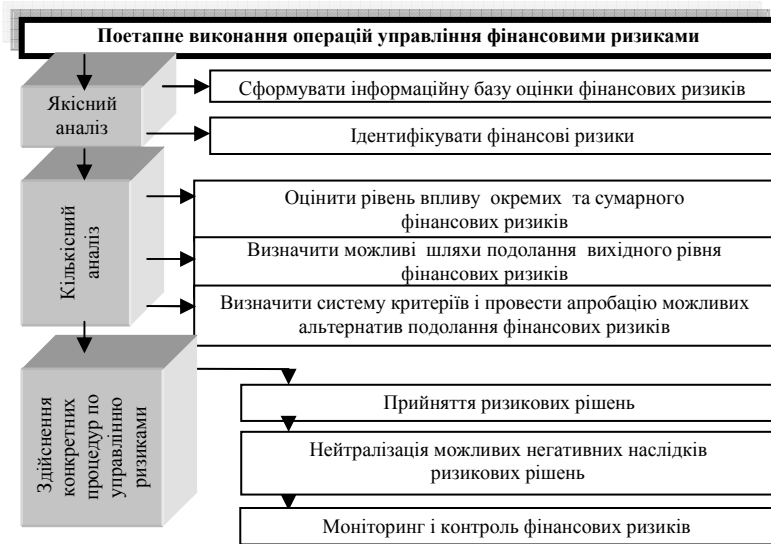 Поетапне виконання операцій управління фінансовими ризиками
Якісний
аналіз
Сформувати інформаційну базу оцінки фінансових ризиків
Ідентифікувати фінансові ризики
Кількісний
аналіз
Оцінити рівень впливу окремих та сумарного
фінансових ризиків
Визначити можливі шляхи подолання вихідного рівня
фінансових ризиків
Визначити систему критеріїв і провести апробацію можливих
альтернатив подолання фінансових ризиків
Здійснення
конкретних
процедур по
управлінню
ризиками
Прийняття ризикових рішень
Нейтралізація можливих негативних наслідків
ризикових рішень
Моніторинг і контроль фінансових ризиків